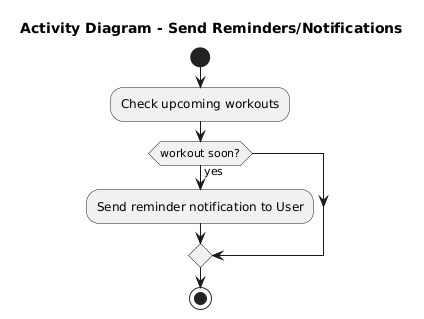 Activity Diagram - Send Reminders/Notifications
Check upcoming workouts
workout soon?
yes
Send reminder notification to User